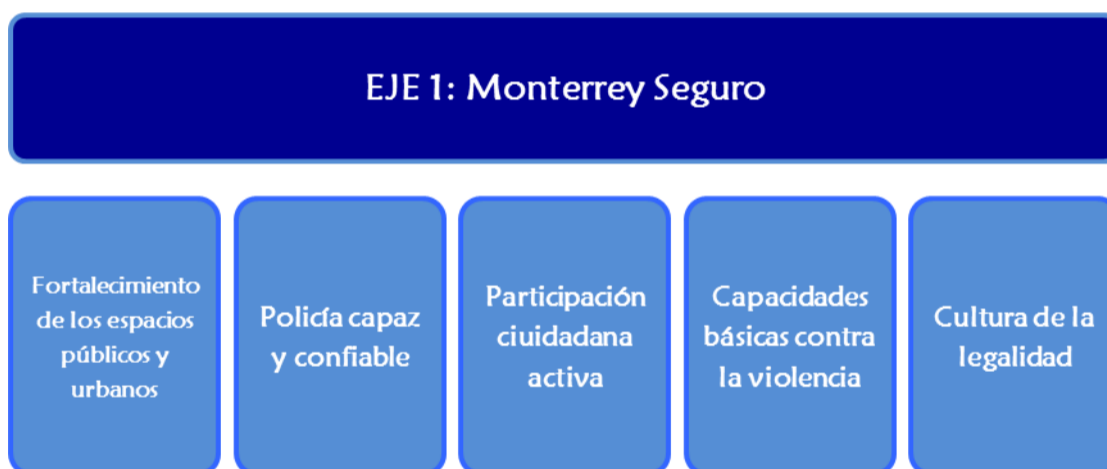 EJE 1: Monterrey Seguro
Fortalecimiento
de los espacios
públicos y
urbanos
Policía capaz
y confiable
Participación
ciuidadana
activa
Capacidades
básicas contra
la violencia
Cultura de la
legalidad